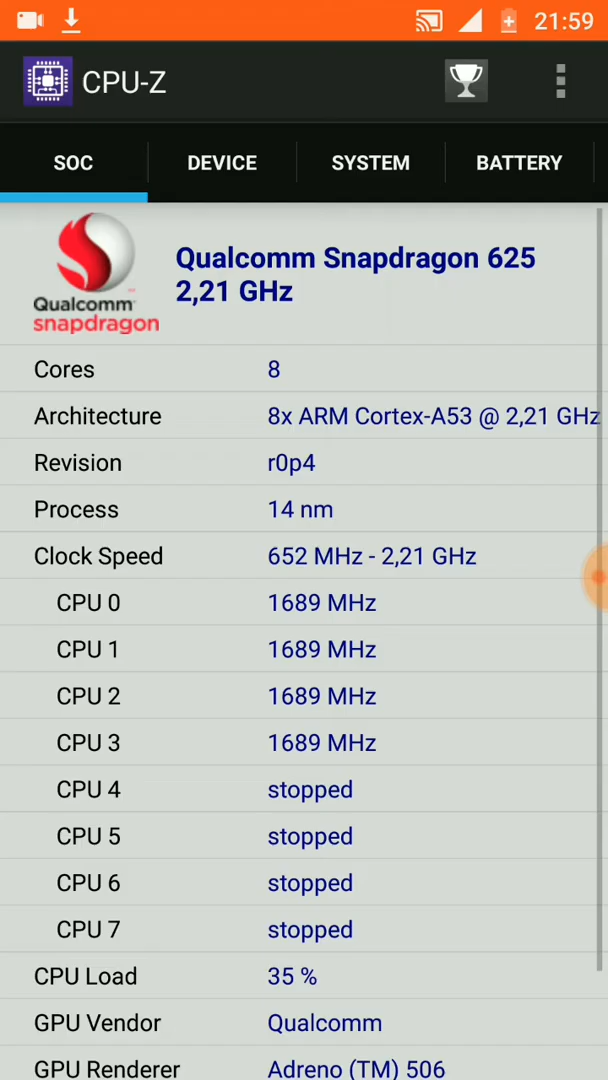 21:59
CPU-Z
SOC DEVICE SYSTEM BATTERY
Qualcomm snapdragon
Qualcomm Snapdragon 625
2,21 GHz
Cores 8
Architecture 8x ARM Cortex-A53 @ 2,21 GHz
Revision r0p4
Process 14 nm
Clock Speed 652 MHz - 2,21 GHz
CPU 0 1689 MHz
CPU 1 1689 MHz
CPU 2 1689 MHz
CPU 3 1689 MHz
CPU 4 stopped
CPU 5 stopped
CPU 6 stopped
CPU 7 stopped
CPU Load 35 %
GPU Vendor Qualcomm
GPU Renderer Adreno (TM) 506